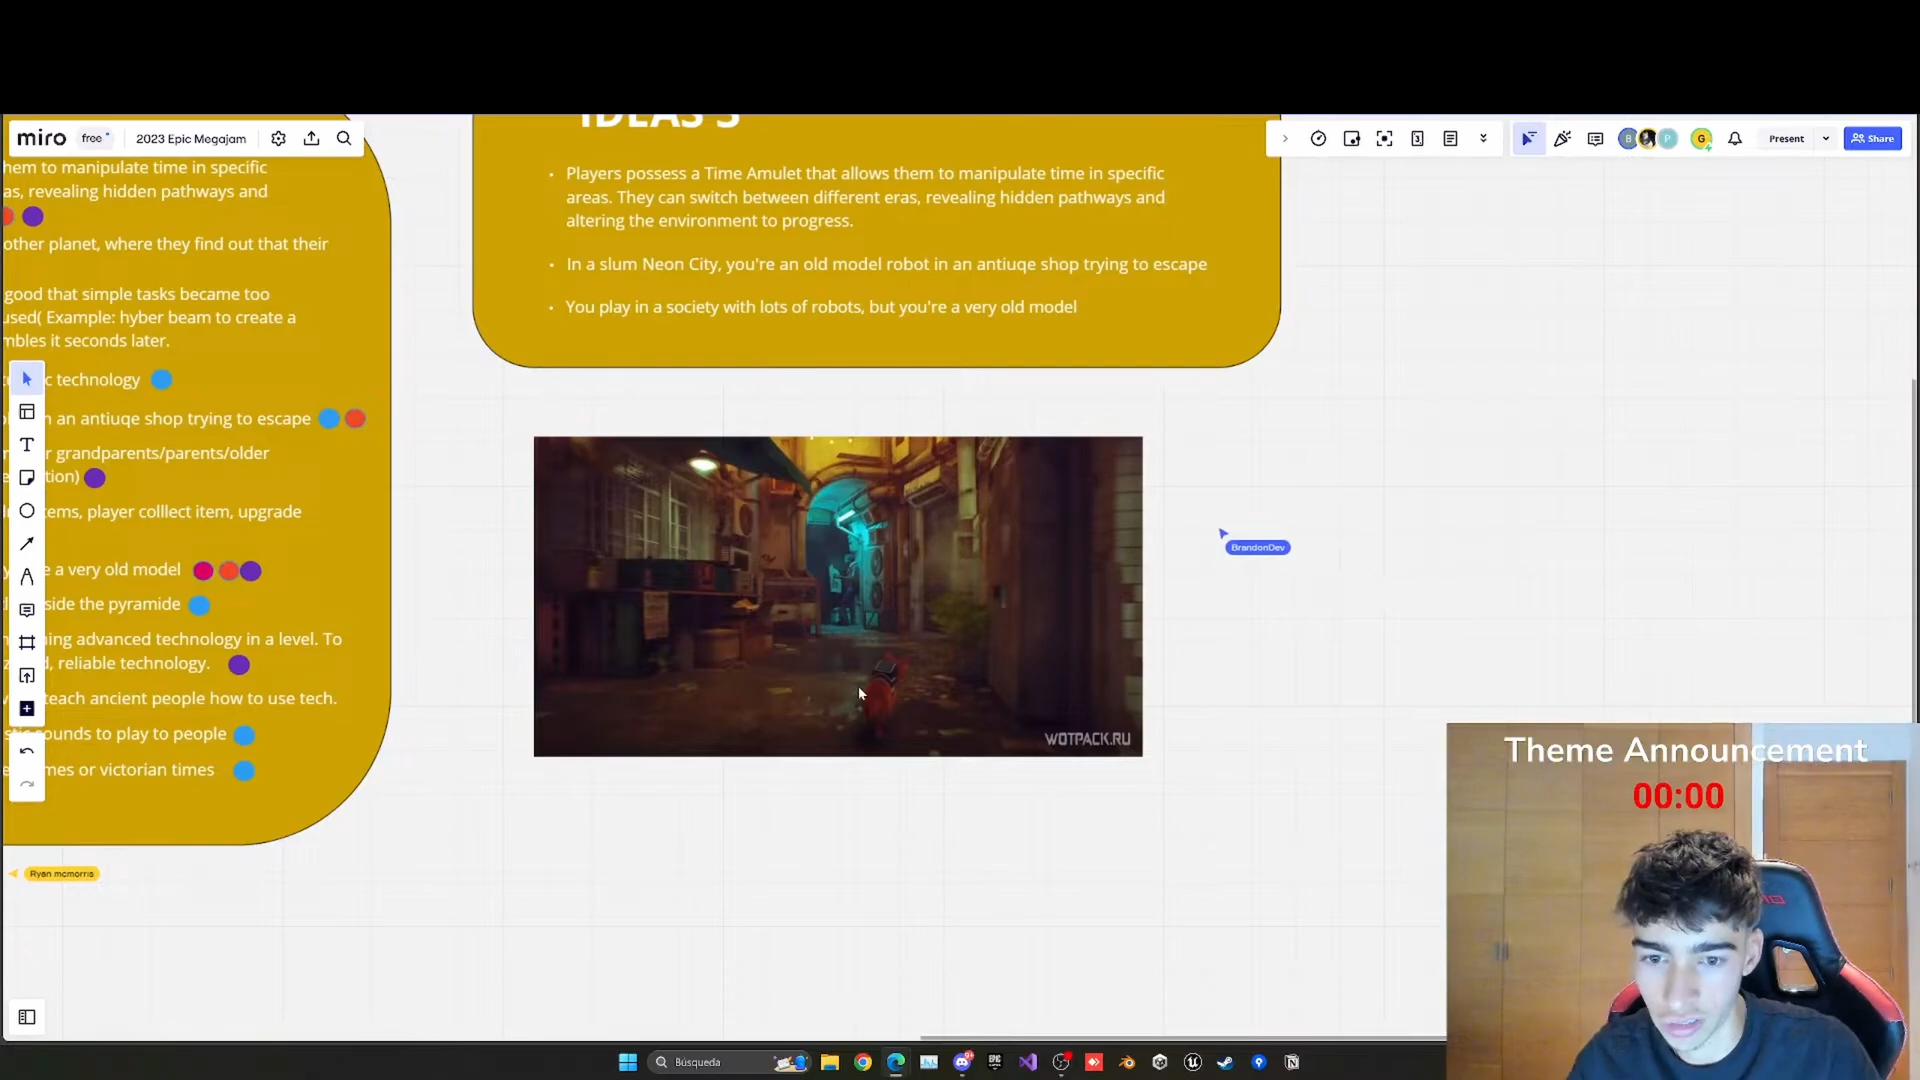 IDEAS 3
miro free 2023 Epic Megajam
Present
Share
hem to manipulate time in specific
as, revealing hidden pathways and
other planet, where they find out that their
good that simple tasks became too
used( Example: hyber beam to create a
mbles it seconds later.
c technology
n an antiuqe shop trying to escape
r grandparents/parents/older
tion)
tems, player colllect item, upgrade
e a very old model
side the pyramide
ning advanced technology in a level. To
d, reliable technology.
teach ancient people how to use tech.
ounds to play to people
mes or victorian times
Ryan mcmorris
• Players possess a Time Amulet that allows them to manipulate time in specific
areas. They can switch between different eras, revealing hidden pathways and
altering the environment to progress.
• In a slum Neon City, you're an old model robot in an antiuqe shop trying to escape
• You play in a society with lots of robots, but you're a very old model
BrandonDev
WOTPACK.RU
Theme Announcement
00:00
Búsqueda